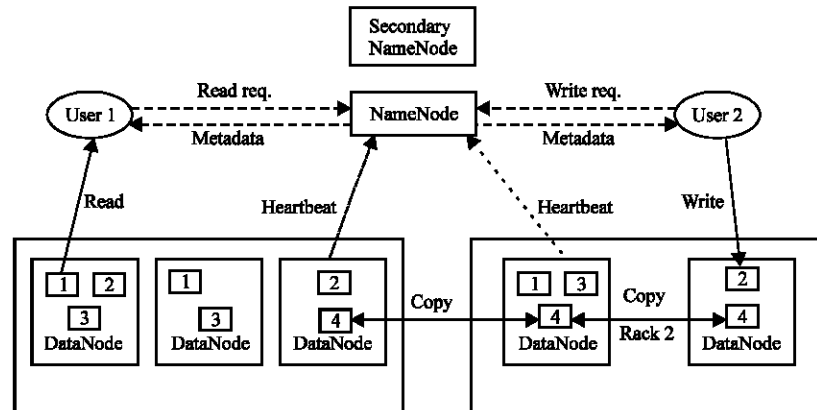 Secondary
NameNode
Read req.
Write req.
User 1
NameNode
User 2
Metadata
Metadata
Read
Heartbeat
Heartbeat
Write
1
2
3
DataNode
1
3
DataNode
2
4
DataNode
Copy
1
3
4
DataNode
Copy
Rack 2
2
4
DataNode